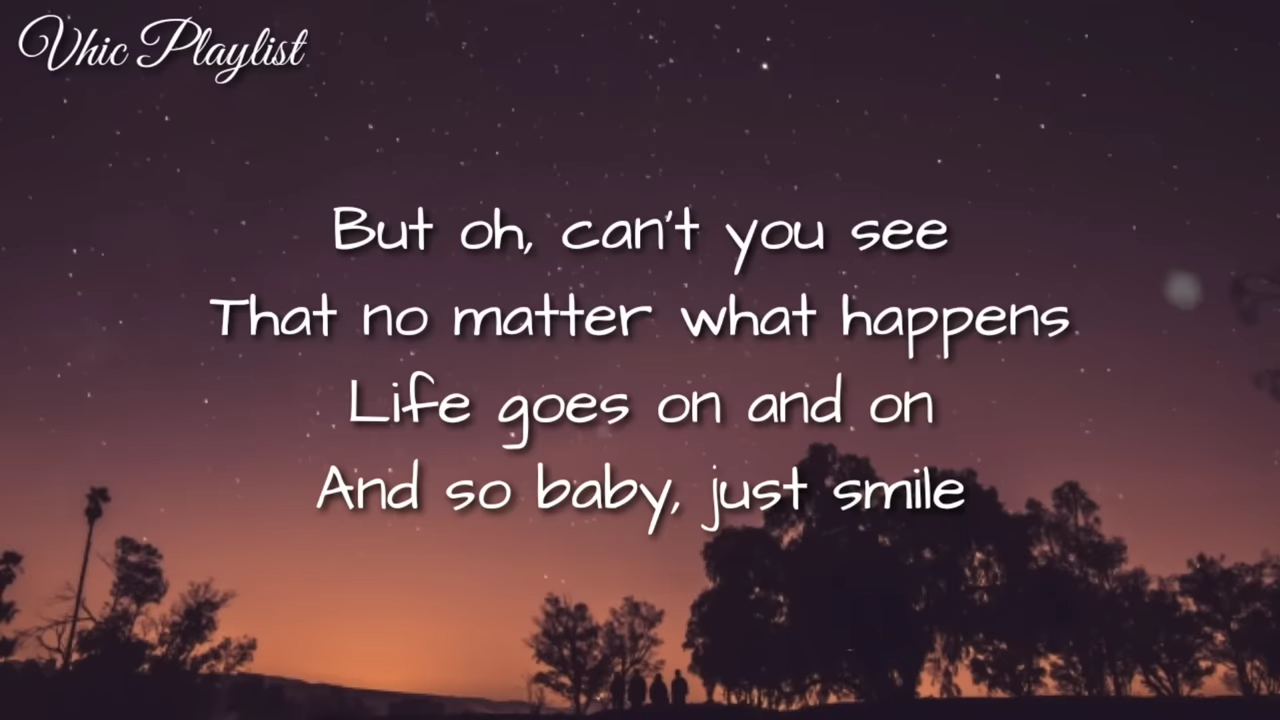 Vhic Playlist
But oh, can't you see
That no matter what happens
Life goes on and on
And so baby, just smile